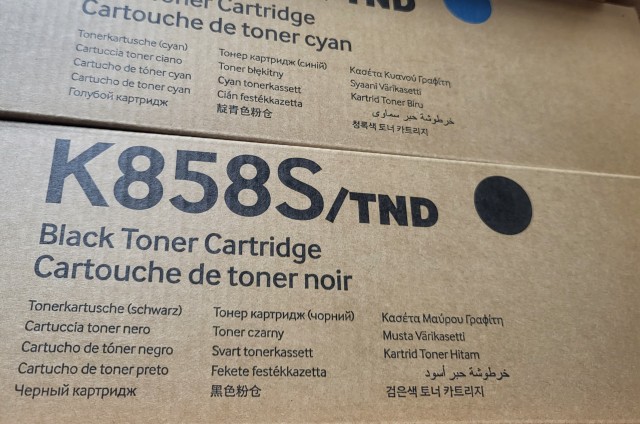 Toner Cartridge
TND
Cartouche de toner cyan
Tonerkartusche (cyan)
Cartuccia toner ciano
Cartucho de tóner cyan
Cartucho de toner cyan
Голубой картридж
Тонер картридж (синій)
Toner błękitny
Cyan tonerkassett
Cián festékkazetta
靛青色粉仓
Κασέτα Κυανού Γραφίτη
Syaani Värikasetti
Kartrid Toner Biru
خرطوشة حبر سماوي
청록색 토너 카트리지
K858S/TND
Black Toner Cartridge
Cartouche de toner noir
Tonerkartusche (schwarz)
Cartuccia toner nero
Cartucho de tóner negro
Cartucho de toner preto
Черный картридж
Тонер картридж (чорний)
Toner czarny
Svart tonerkassett
Fekete festékkazetta
黑色粉仓
Κασέτα Μαύρου Γραφίτη
Musta Värikasetti
Kartrid Toner Hitam
خرطوشة حبر أسود
검은색 토너 카트리지